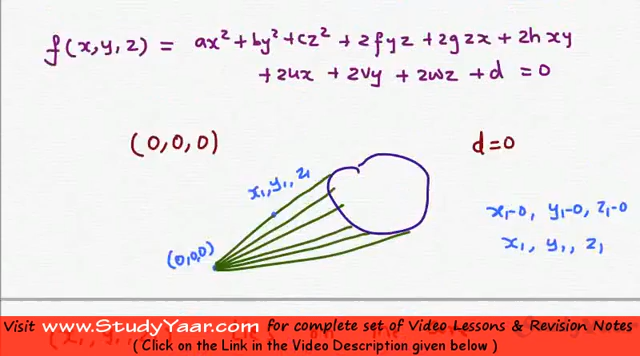 f(x,y,z) = ax² + by² + cz² + 2fyz + 2gzx + 2hxy
+2ux + 2vy + 2wz + d = 0
(0,0,0)
d=0
x₁, y₁, z₁
x₁-0, y₁-0, z₁-0
(0,0,0)
x₁, y₁, z₁
Visit www.StudyYaar.com for complete set of Video Lessons & Revision Notes
( Click on the Link in the Video Description given below )